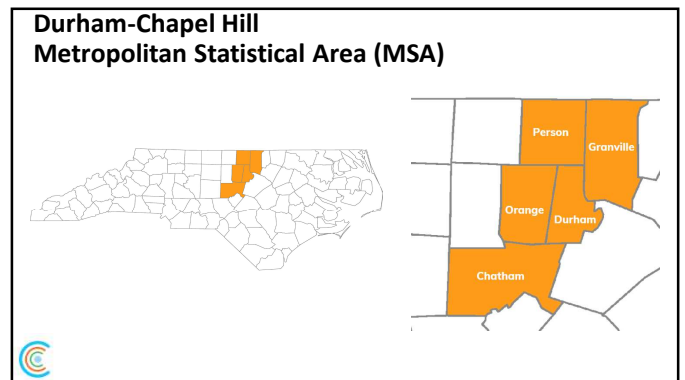 Durham-Chapel Hill
Metropolitan Statistical Area (MSA)
Person
Granville
Orange
Durham
Chatham